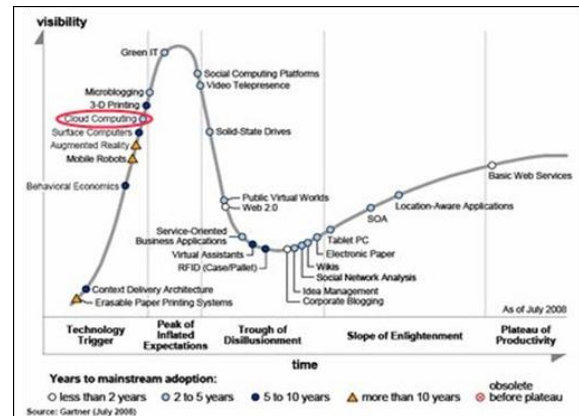 visibility
Green IT
Social Computing Platforms
Video Telepresence
Microblogging
3-D Printing
Cloud Computing
Surface Computers
Augmented Reality
Mobile Robots
Solid-State Drives
Behavioral Economics
Basic Web Services
Public Virtual Worlds
Web 2.0
Location-Aware Applications
SOA
Service-Oriented
Business Applications
Virtual Assistants
RFID (Case/Pallet)
Tablet PC
Electronic Paper
Wikis
Social Network Analysis
Idea Management
Corporate Blogging
Context Delivery Architecture
Erasable Paper Printing Systems
As of July 2008
Technology
Trigger
Peak of
Inflated
Expectations
Trough of
Disillusionment
Slope of Enlightenment
Plateau of
Productivity
time
Years to mainstream adoption:
less than 2 years
2 to 5 years
5 to 10 years
more than 10 years
obsolete
before plateau
Source: Gartner (July 2008)